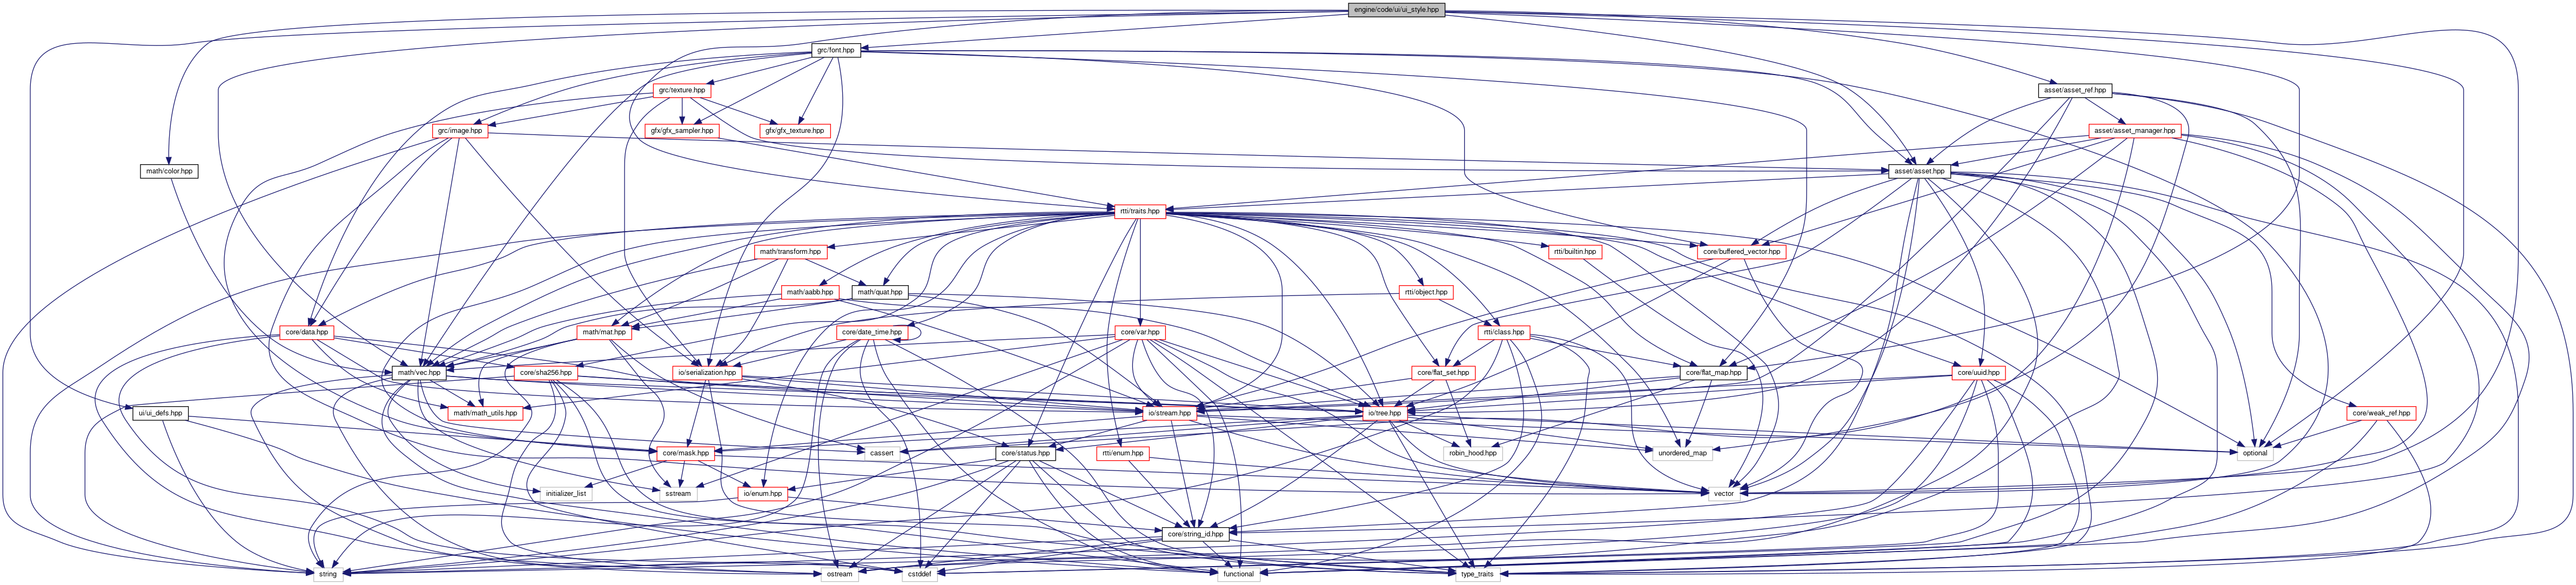 engine/code/ui/ui_style.hpp
grc/font.hpp
grc/texture.hpp
asset/asset_ref.hpp
grc/image.hpp
gfx/gfx_sampler.hpp
gfx/gfx_texture.hpp
asset/asset_manager.hpp
math/color.hpp
asset/asset.hpp
rtti/traits.hpp
math/transform.hpp
rtti/builtin.hpp
core/buffered_vector.hpp
math/aabb.hpp
math/quat.hpp
rtti/object.hpp
core/data.hpp
math/mat.hpp
core/date_time.hpp
core/var.hpp
rtti/class.hpp
math/vec.hpp
core/sha256.hpp
io/serialization.hpp
core/flat_set.hpp
core/flat_map.hpp
core/uuid.hpp
ui/ui_defs.hpp
math/math_utils.hpp
io/stream.hpp
io/tree.hpp
core/weak_ref.hpp
core/mask.hpp
cassert
core/status.hpp
rtti/enum.hpp
robin_hood.hpp
unordered_map
optional
initializer_list
sstream
io/enum.hpp
vector
core/string_id.hpp
string
ostream
cstddef
functional
type_traits